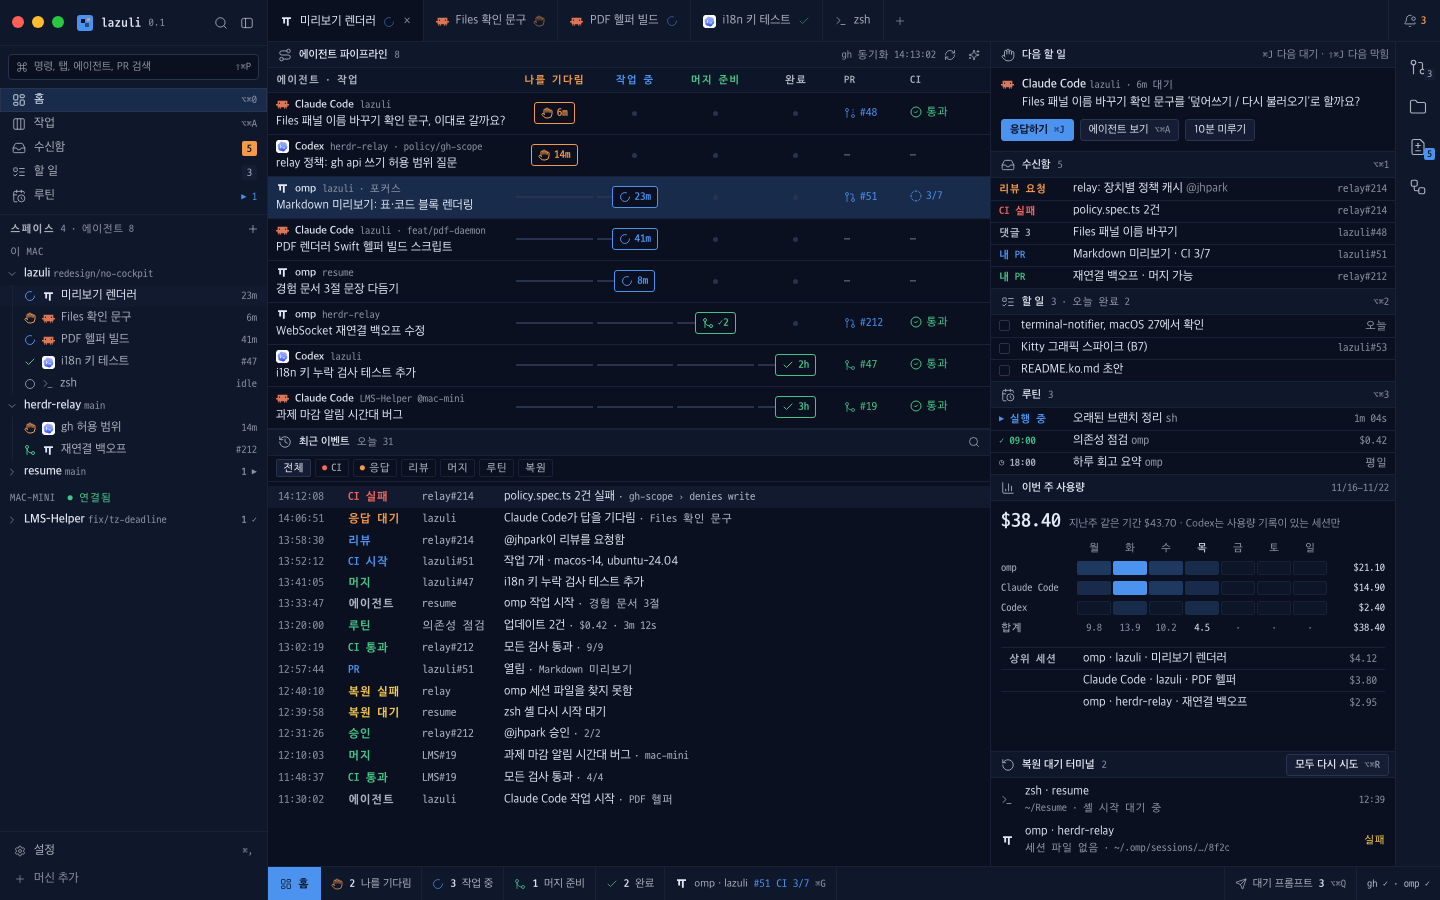 lazuli 0.1
명령, 탭, 에이전트, PR 검색 ⇧⌘P
홈 ⌥⌘0
작업 ⌥⌘A
수신함 5
할 일 3
루틴 ▶ 1
스페이스 4 · 에이전트 8
이 MAC
lazuli redesign/no-cockpit
미리보기 렌더러 23m
Files 확인 문구 6m
PDF 헬퍼 빌드 41m
i18n 키 테스트 #47
zsh idle
herdr-relay main
gh 허용 범위 14m
재연결 백오프 #212
resume main 1 ▶
MAC-MINI ● 연결됨
LMS-Helper fix/tz-deadline 1 ✓
설정 ⌘,
머신 추가
미리보기 렌더러 ×
Files 확인 문구
PDF 헬퍼 빌드
i18n 키 테스트
zsh
3
에이전트 파이프라인 8 gh 동기화 14:13:02
에이전트 · 작업 나를 기다림 작업 중 머지 준비 완료 PR CI
Claude Code lazuli
Files 패널 이름 바꾸기 확인 문구, 이대로 갈까요? 6m #48 통과
Codex herdr-relay · policy/gh-scope
relay 정책: gh api 쓰기 허용 범위 질문 14m — —
omp lazuli · 포커스
Markdown 미리보기: 표·코드 블록 렌더링 23m #51 3/7
Claude Code lazuli · feat/pdf-daemon
PDF 렌더러 Swift 헬퍼 빌드 스크립트 41m — —
omp resume
경험 문서 3절 문장 다듬기 8m — —
omp herdr-relay
WebSocket 재연결 백오프 수정 ✓2 #212 통과
Codex lazuli
i18n 키 누락 검사 테스트 추가 2h #47 통과
Claude Code LMS-Helper @mac-mini
과제 마감 알림 시간대 버그 3h #19 통과
최근 이벤트 오늘 31
전체 CI 응답 리뷰 머지 루틴 복원
14:12:08 CI 실패 relay#214 policy.spec.ts 2건 실패 · gh-scope › denies write
14:06:51 응답 대기 lazuli Claude Code가 답을 기다림 · Files 확인 문구
13:58:30 리뷰 relay#214 @jhpark이 리뷰를 요청함
13:52:12 CI 시작 lazuli#51 작업 7개 · macos-14, ubuntu-24.04
13:41:05 머지 lazuli#47 i18n 키 누락 검사 테스트 추가
13:33:47 에이전트 resume omp 작업 시작 · 경험 문서 3절
13:20:00 루틴 의존성 점검 업데이트 2건 · $0.42 · 3m 12s
13:02:19 CI 통과 relay#212 모든 검사 통과 · 9/9
12:57:44 PR lazuli#51 열림 · Markdown 미리보기
12:40:10 복원 실패 relay omp 세션 파일을 찾지 못함
12:39:58 복원 대기 resume zsh 셸 다시 시작 대기
12:31:26 승인 relay#212 @jhpark 승인 · 2/2
12:10:03 머지 LMS#19 과제 마감 알림 시간대 버그 · mac-mini
11:48:37 CI 통과 LMS#19 모든 검사 통과 · 4/4
11:30:02 에이전트 lazuli Claude Code 작업 시작 · PDF 헬퍼
다음 할 일 ⌘J 다음 대기 · ⇧⌘J 다음 막힘
Claude Code lazuli · 6m 대기
Files 패널 이름 바꾸기 확인 문구를 '덮어쓰기 / 다시 불러오기'로 할까요?
응답하기 ⌘J 에이전트 보기 ⌥⌘A 10분 미루기
수신함 5 ⌥⌘1
리뷰 요청 relay: 장치별 정책 캐시 @jhpark relay#214
CI 실패 policy.spec.ts 2건 relay#214
댓글 3 Files 패널 이름 바꾸기 lazuli#48
내 PR Markdown 미리보기 · CI 3/7 lazuli#51
내 PR 재연결 백오프 · 머지 가능 relay#212
할 일 3 · 오늘 완료 2 ⌥⌘2
terminal-notifier, macOS 27에서 확인 오늘
Kitty 그래픽 스파이크 (B7) lazuli#53
README.ko.md 초안
루틴 3 ⌥⌘3
▶ 실행 중 오래된 브랜치 정리 sh 1m 04s
✓ 09:00 의존성 점검 omp $0.42
18:00 하루 회고 요약 omp 평일
이번 주 사용량 11/16–11/22
$38.40 지난주 같은 기간 $43.70 · Codex는 사용량 기록이 있는 세션만
월 화 수 목 금 토 일
omp $21.10
Claude Code $14.90
Codex $2.40
합계 9.8 13.9 10.2 4.5 · · · $38.40
상위 세션 omp · lazuli · 미리보기 렌더러 $4.12
Claude Code · lazuli · PDF 헬퍼 $3.80
omp · herdr-relay · 재연결 백오프 $2.95
복원 대기 터미널 2 모두 다시 시도 ⌥⌘R
zsh · resume
~/Resume · 셸 시작 대기 중 12:39
omp · herdr-relay
세션 파일 없음 · ~/.omp/sessions/…/8f2c 실패
3
5
홈 2 나를 기다림 3 작업 중 1 머지 준비 2 완료 omp · lazuli #51 CI 3/7 ⌘G 대기 프롬프트 3 ⌥⌘Q gh ✓ · omp ✓